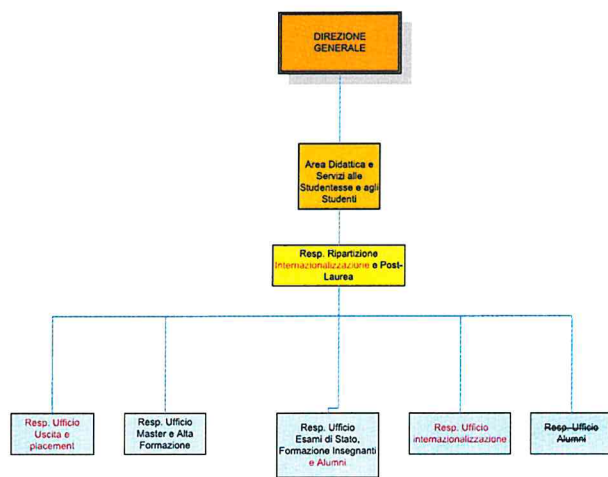 DIREZIONE
GENERALE
Area Didattica e
Servizi alle
Studentesse e agli
Studenti
Resp. Ripartizione
Internazionalizzazione e Post-
Laurea
Resp. Ufficio
Uscita e
placement
Resp. Ufficio
Master e Alta
Formazione
Resp. Ufficio
Esami di Stato,
Formazione Insegnanti
e Alumni
Resp. Ufficio
internazionalizzazione
Resp. Ufficio
Alumni